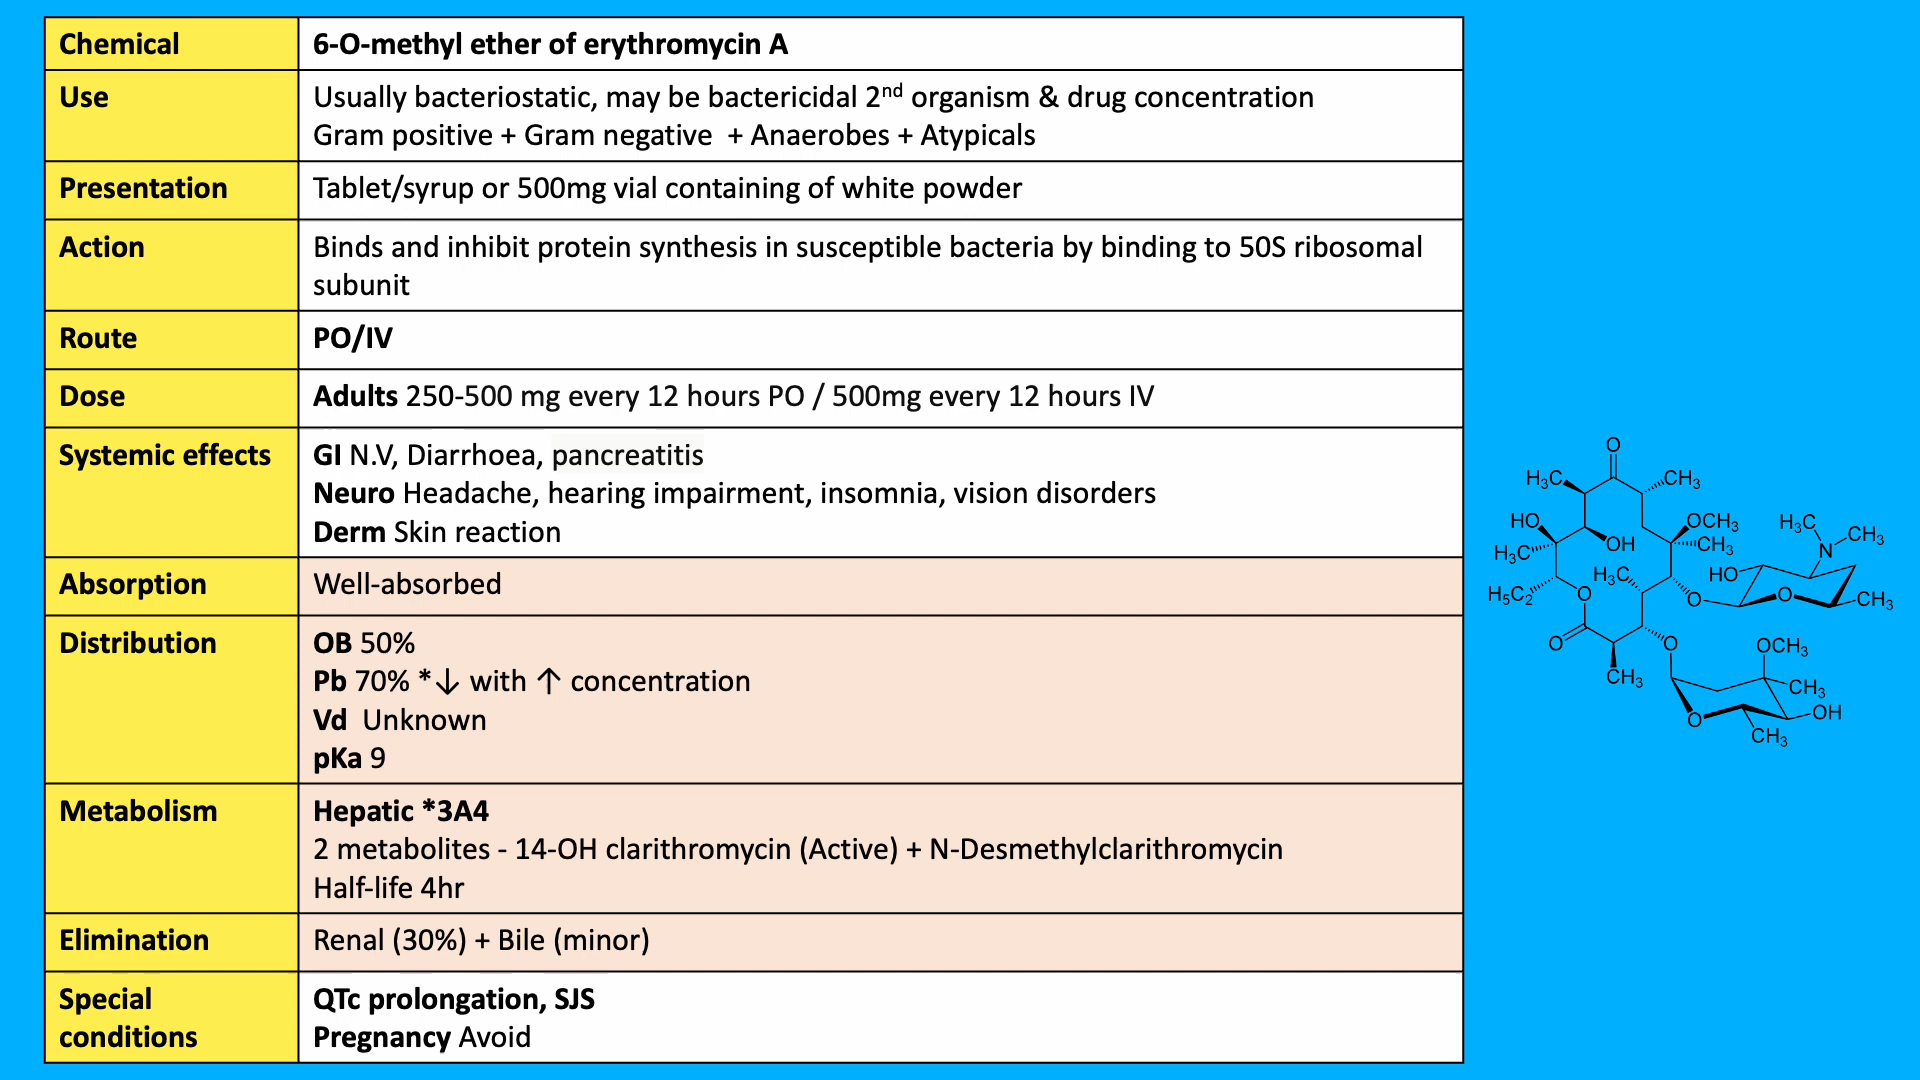 Chemical
6-O-methyl ether of erythromycin A
Use
Usually bacteriostatic, may be bactericidal 2nd organism & drug concentration
Gram positive + Gram negative + Anaerobes + Atypicals
Presentation
Tablet/syrup or 500mg vial containing of white powder
Action
Binds and inhibit protein synthesis in susceptible bacteria by binding to 50S ribosomal
subunit
Route
PO/IV
Dose
Adults 250-500 mg every 12 hours PO / 500mg every 12 hours IV
Systemic effects
GI N.V, Diarrhoea, pancreatitis
Neuro Headache, hearing impairment, insomnia, vision disorders
Derm Skin reaction
Absorption
Well-absorbed
Distribution
OB 50%
Pb 70% *↓ with ↑ concentration
Vd Unknown
pKa 9
Metabolism
Hepatic *3A4
2 metabolites - 14-OH clarithromycin (Active) + N-Desmethylclarithromycin
Half-life 4hr
Elimination
Renal (30%) + Bile (minor)
Special
conditions
QTc prolongation, SJS
Pregnancy Avoid
O
H3C
CH3
HO
OCH3
H3C
CH3
H3C
OH
CH3
N
H5C2
H3C
HO
O
O
O
CH3
O
O
OCH3
CH3
CH3
O
OH
CH3